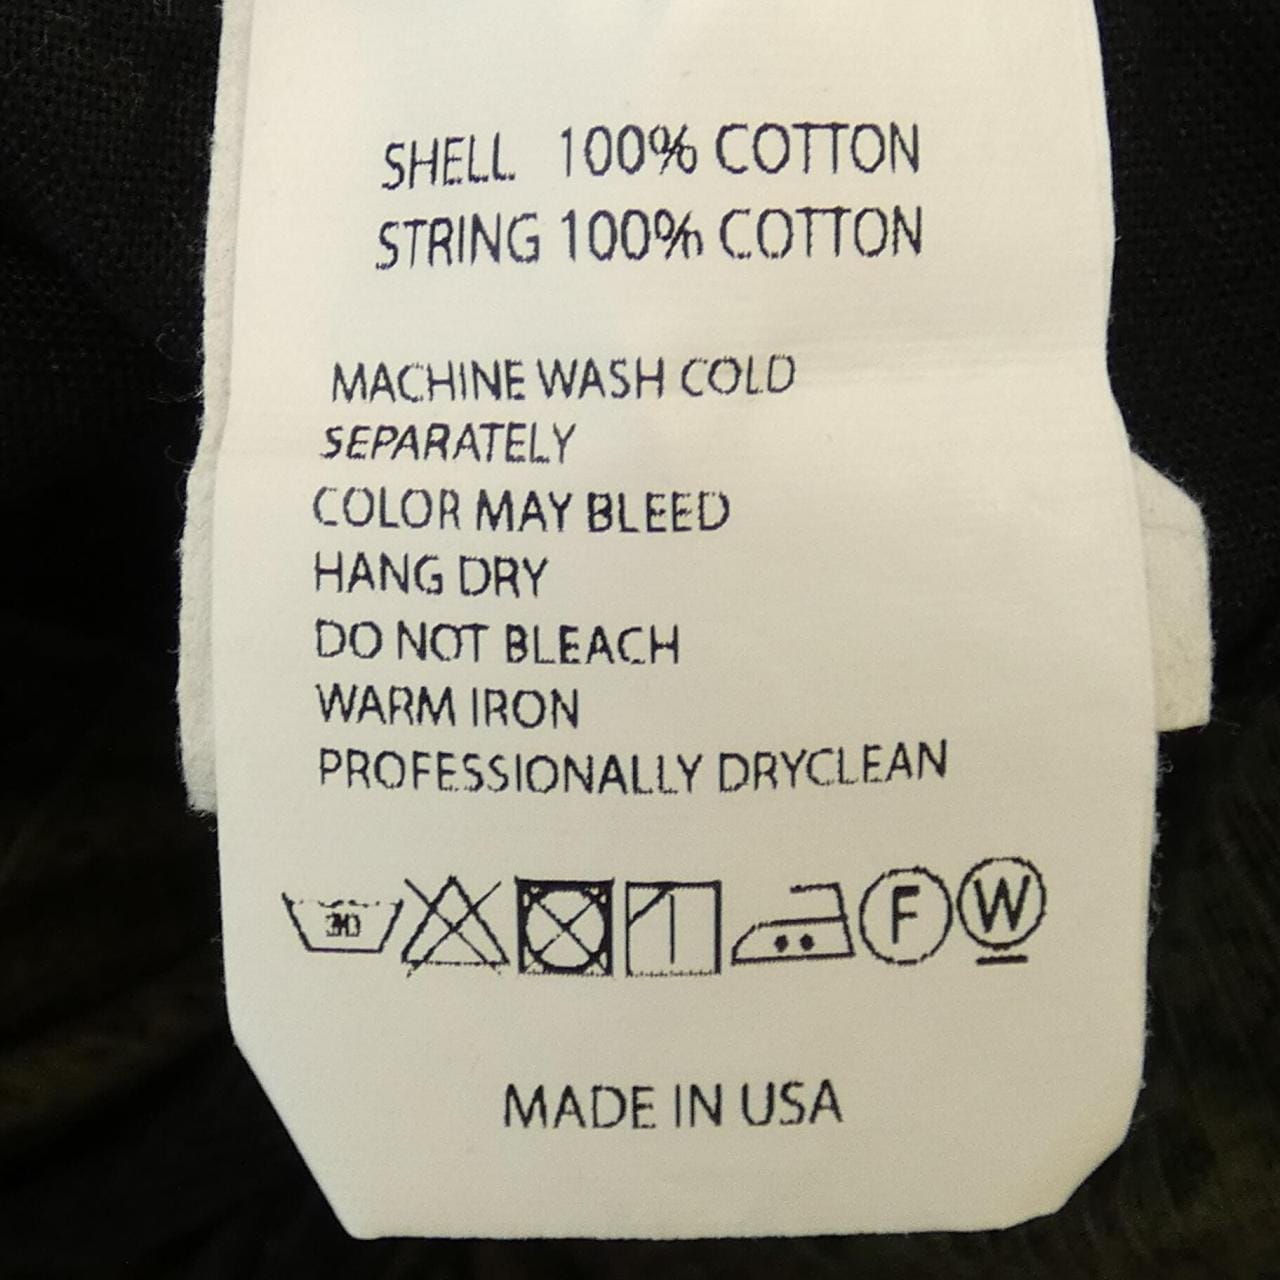 SHELL 100% COTTON
STRING 100% COTTON
MACHINE WASH COLD
SEPARATELY
COLOR MAY BLEED
HANG DRY
DO NOT BLEACH
WARM IRON
PROFESSIONALLY DRYCLEAN
30 F W
MADE IN USA